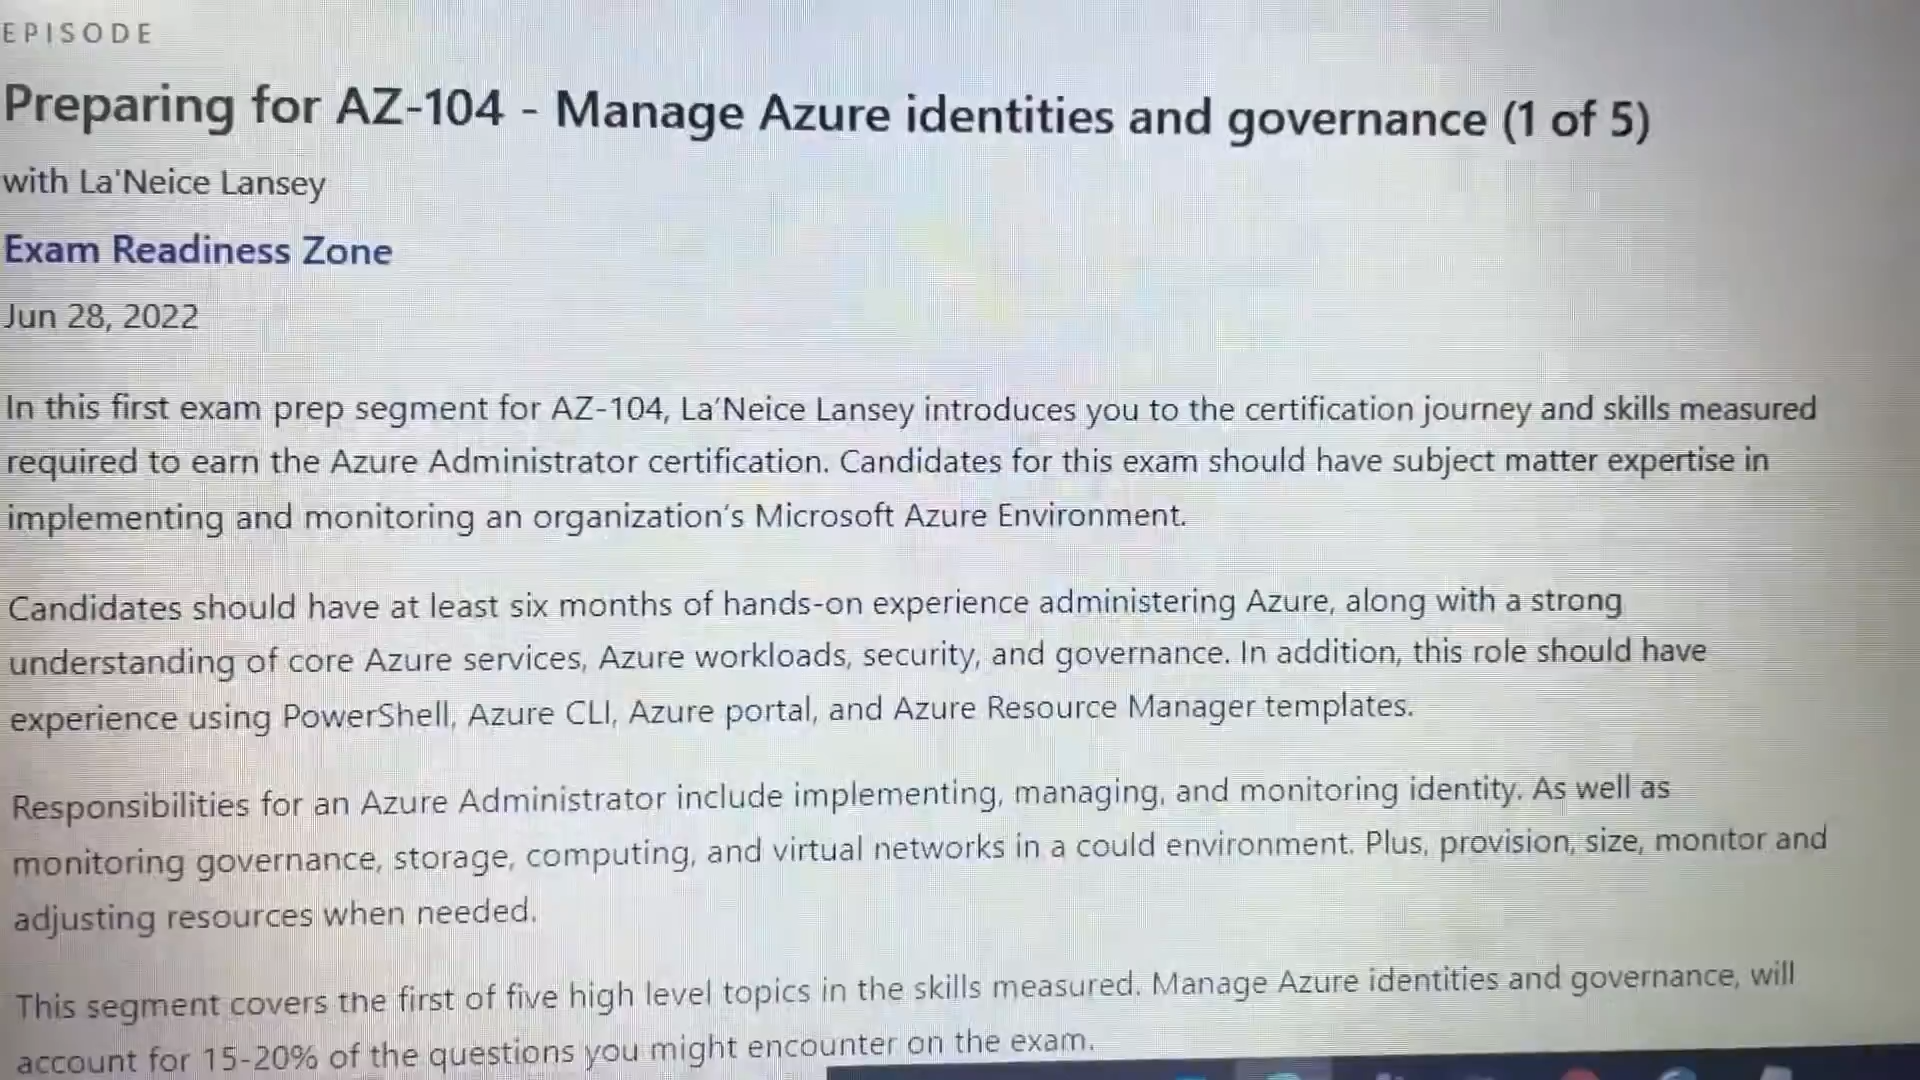 EPISODE
Preparing for AZ-104 - Manage Azure identities and governance (1 of 5)
with La'Neice Lansey
Exam Readiness Zone
Jun 28, 2022
In this first exam prep segment for AZ-104, La’Neice Lansey introduces you to the certification journey and skills measured
required to earn the Azure Administrator certification. Candidates for this exam should have subject matter expertise in
implementing and monitoring an organization’s Microsoft Azure Environment.
Candidates should have at least six months of hands-on experience administering Azure, along with a strong
understanding of core Azure services, Azure workloads, security, and governance. In addition, this role should have
experience using PowerShell, Azure CLI, Azure portal, and Azure Resource Manager templates.
Responsibilities for an Azure Administrator include implementing, managing, and monitoring identity. As well as
monitoring governance, storage, computing, and virtual networks in a could environment. Plus, provision, size, monitor and
adjusting resources when needed.
This segment covers the first of five high level topics in the skills measured. Manage Azure identities and governance, will
account for 15-20% of the questions you might encounter on the exam.